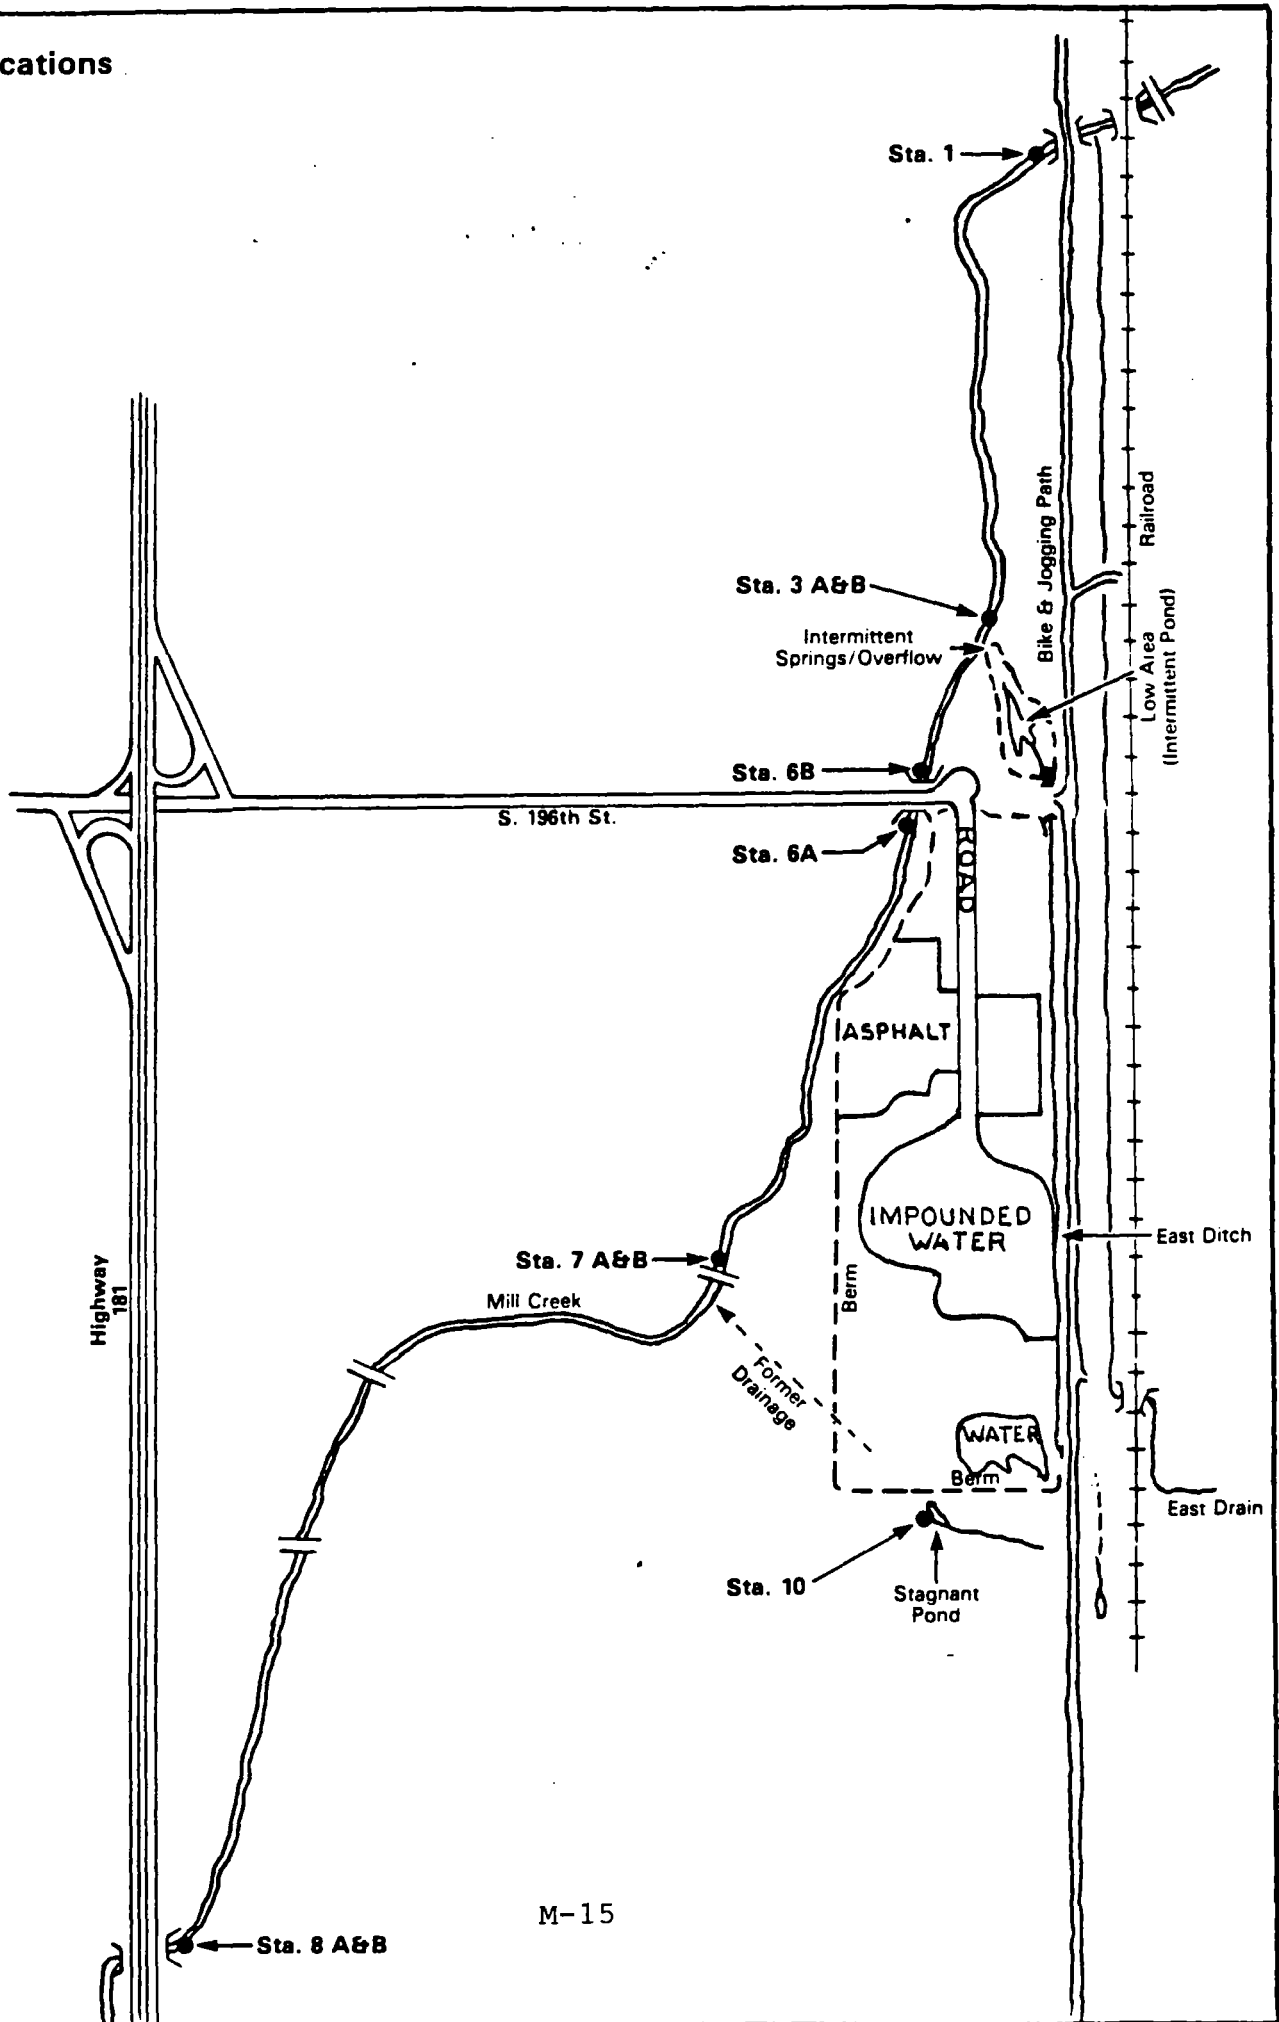 cations
Sta. 1
Bike & Jogging Path
Railroad
Sta. 3 A&B
Intermittent
Springs/Overflow
Low Area
(Intermittent Pond)
Sta. 6B
S. 196th St.
Sta. 6A
ROAD
ASPHALT
IMPOUNDED
WATER
East Ditch
Sta. 7 A&B
Mill Creek
Berm
Highway
181
Former
Drainage
WATER
Berm
East Drain
Sta. 10
Stagnant
Pond
M-15
Sta. 8 A&B